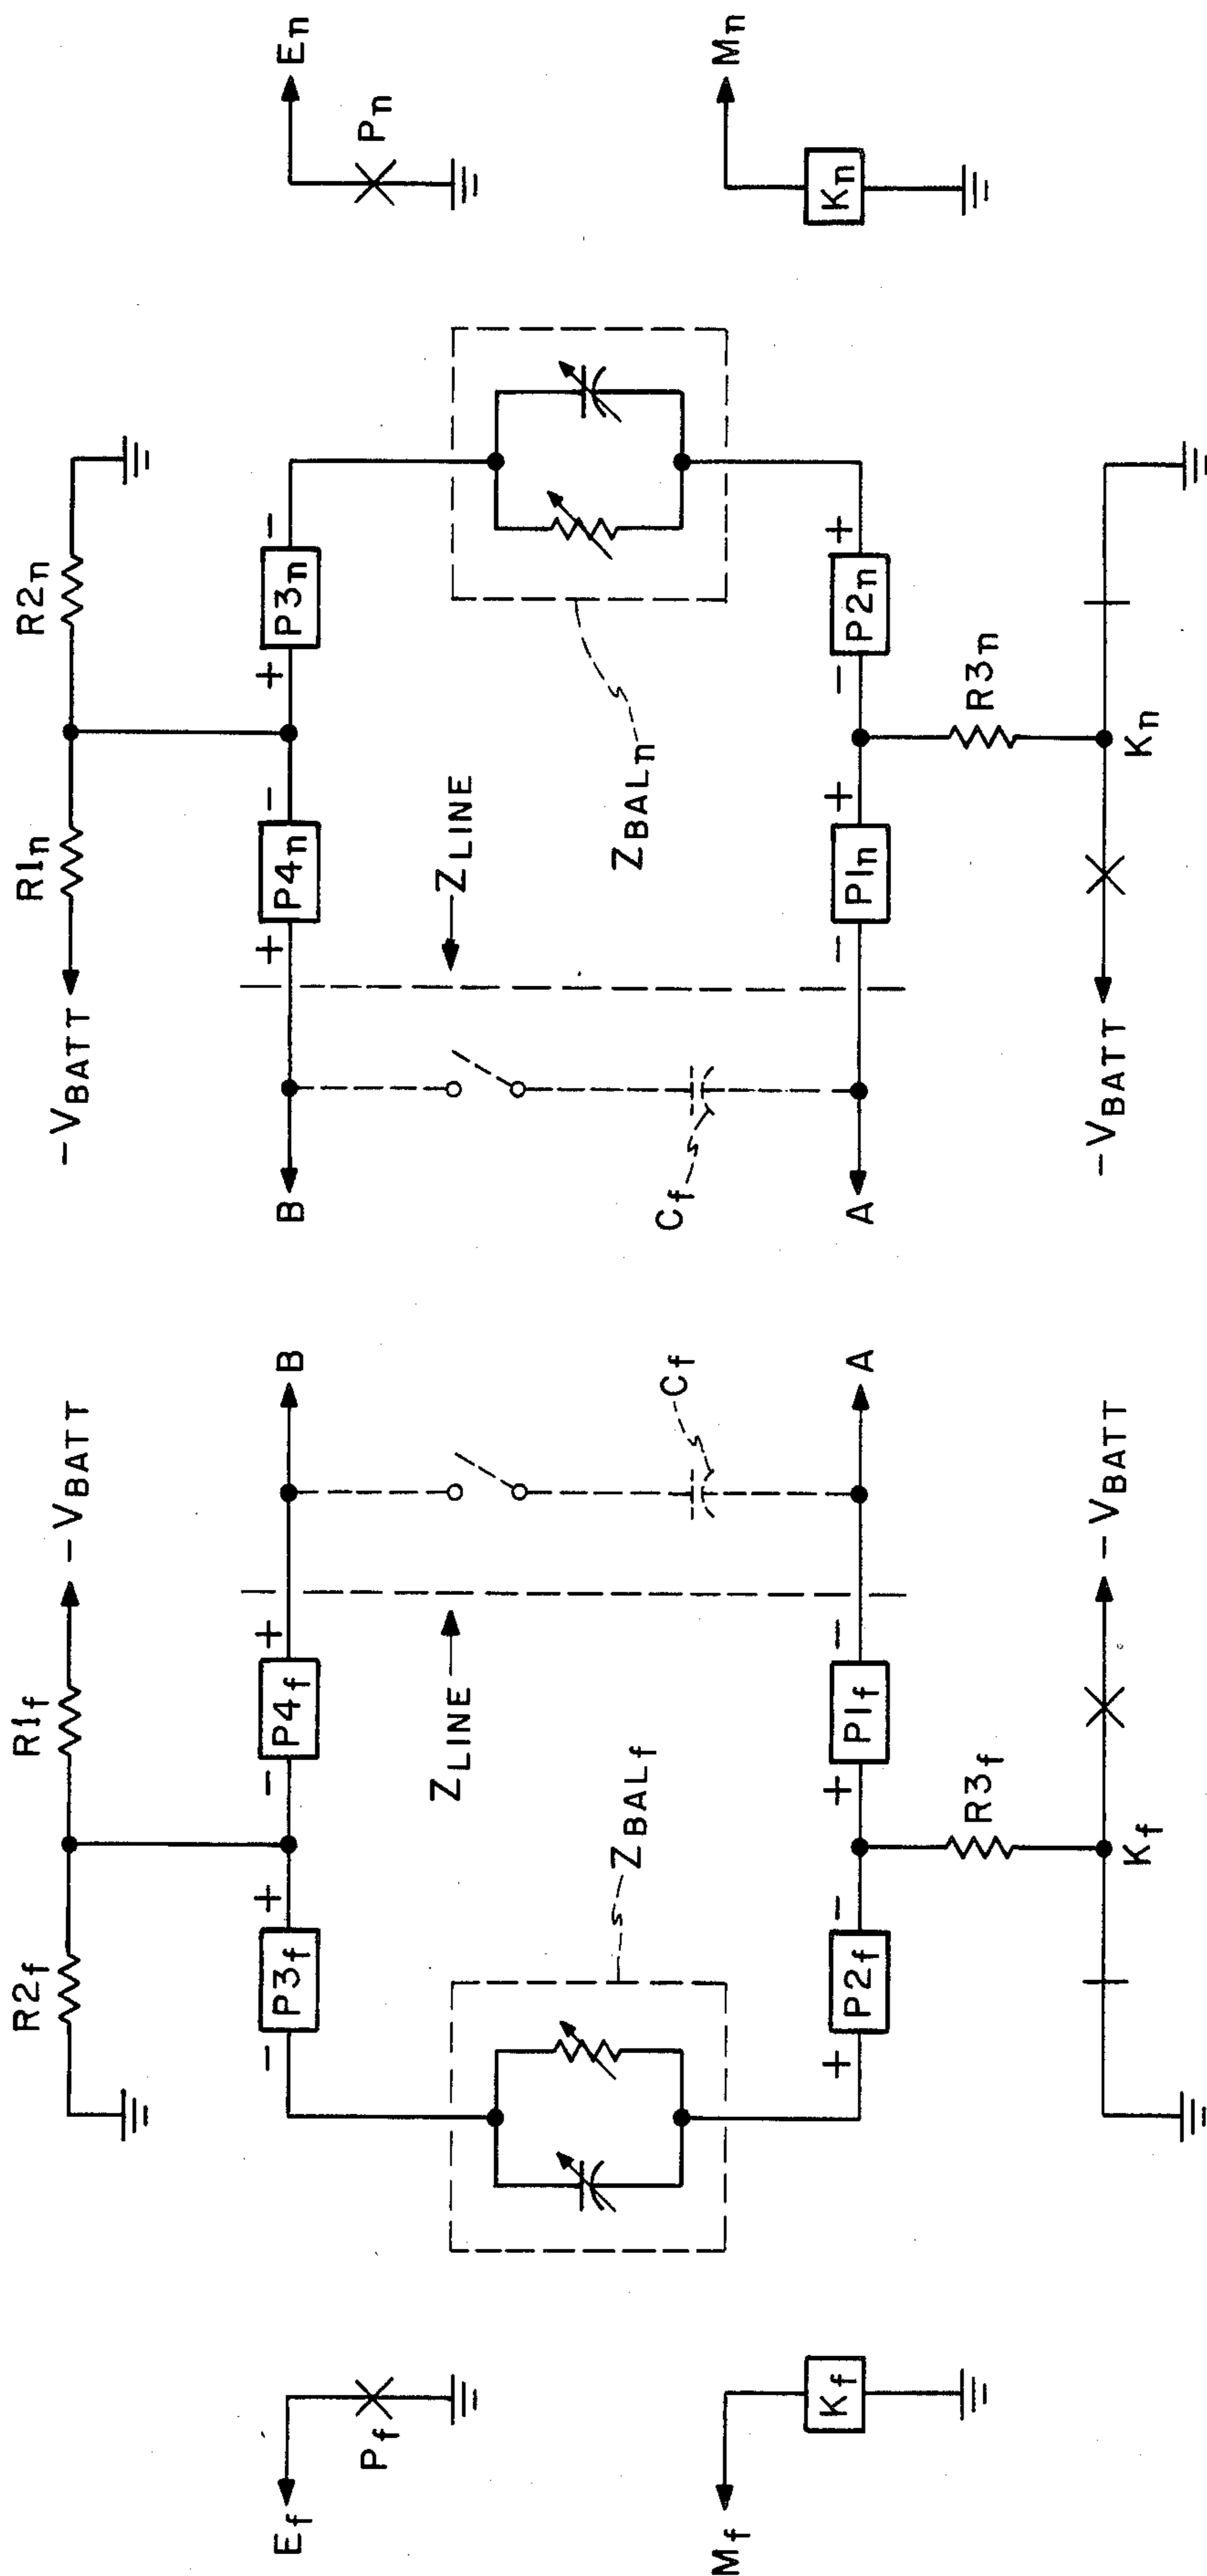 R2f
R1f
-VBATT
-VBATT
R1n
R2n
Ef
Pf
-
P3f
+
-
P4f
+
B
B
+
P4n
-
+
P3n
-
En
Pn
ZLINE
ZLINE
ZBALf
Cf
Cf
ZBALn
Mf
Kf
+
P2f
-
+
P1f
-
A
A
-
P1n
+
-
P2n
+
Mn
Kn
R3f
R3n
Kf
-VBATT
-VBATT
Kn